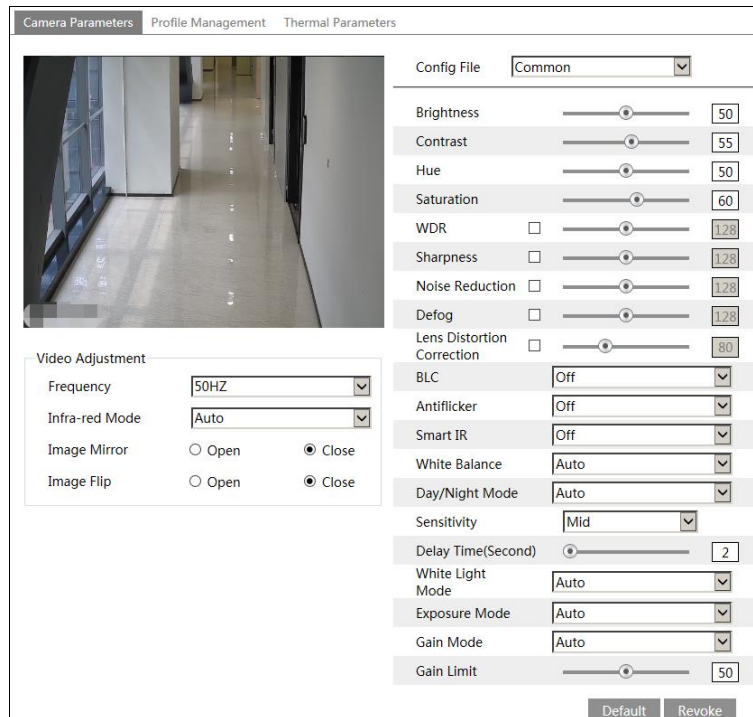 Camera Parameters Profile Management Thermal Parameters
Config File Common
Brightness 50
Contrast 55
Hue 50
Saturation 60
WDR 128
Sharpness 128
Noise Reduction 128
Defog 128
Lens Distortion
Correction 80
Video Adjustment
Frequency 50HZ
Infra-red Mode Auto
Image Mirror Open Close
Image Flip Open Close
BLC Off
Antiflicker Off
Smart IR Off
White Balance Auto
Day/Night Mode Auto
Sensitivity Mid
Delay Time(Second) 2
White Light
Mode Auto
Exposure Mode Auto
Gain Mode Auto
Gain Limit 50
Default Revoke